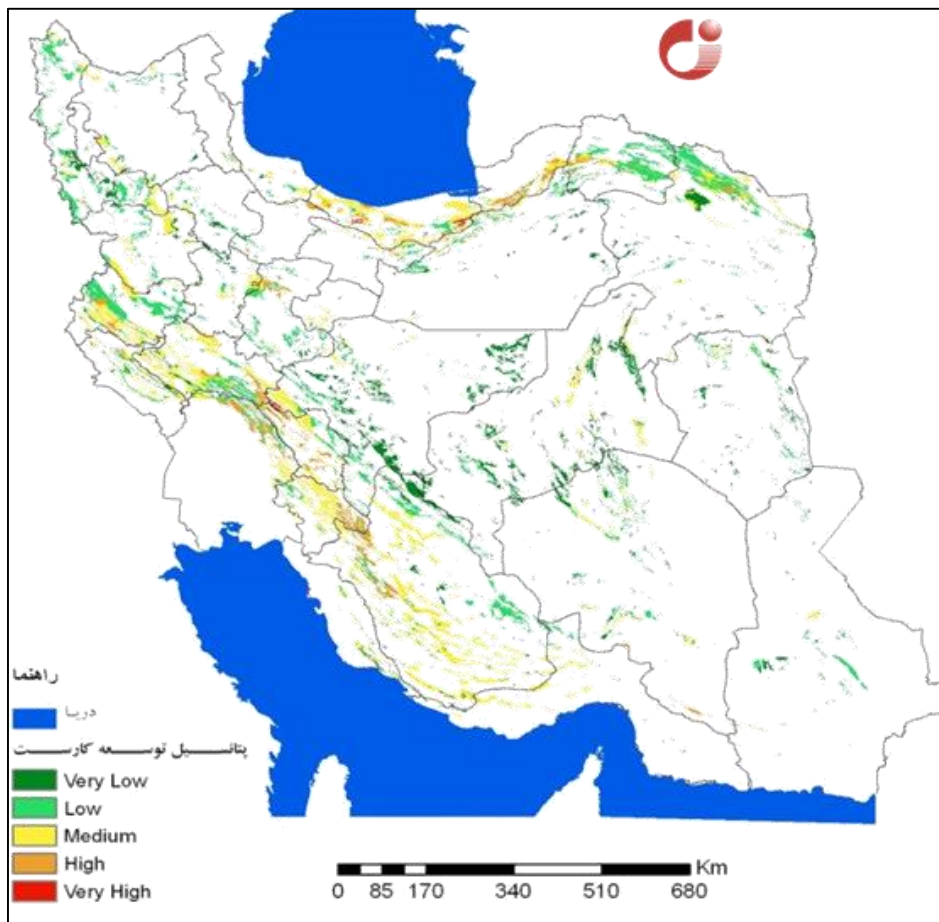 راهنما
دریا
پتانسیل توسعه کارست
Very Low
Low
Medium
High
Very High
Km
0 85 170 340 510 680